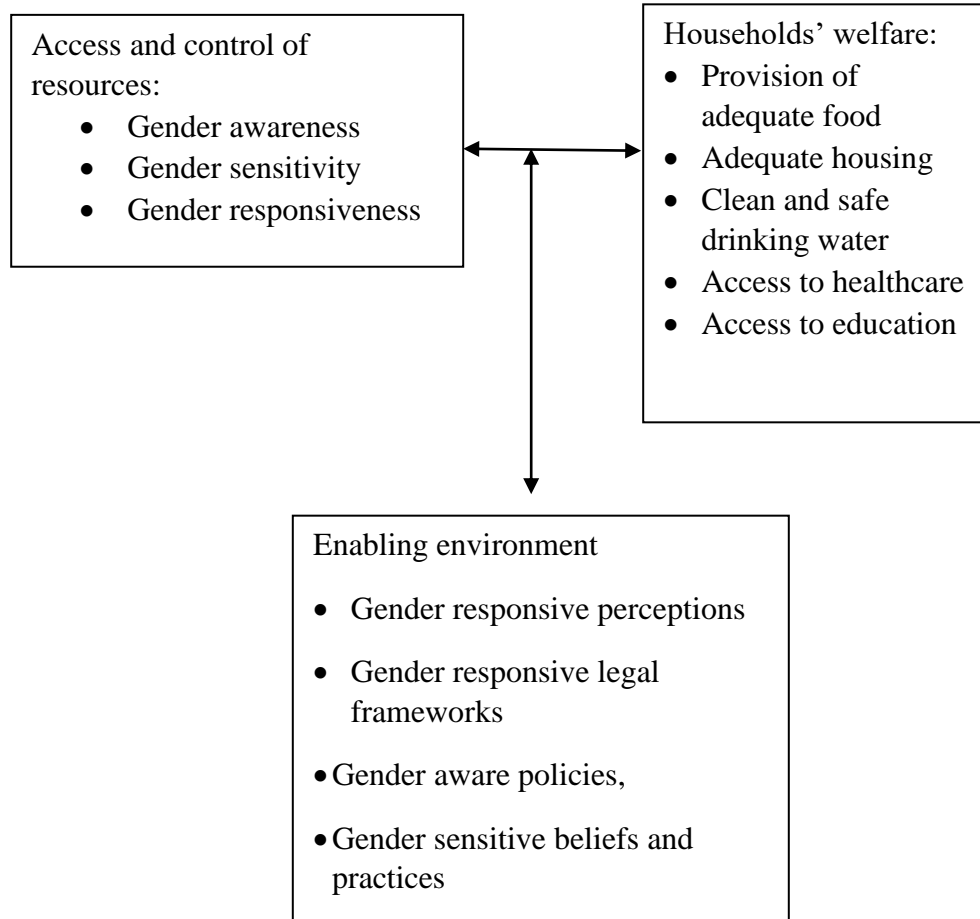 Access and control of
resources:
• Gender awareness
• Gender sensitivity
• Gender responsiveness
Households’ welfare:
• Provision of
adequate food
• Adequate housing
• Clean and safe
drinking water
• Access to healthcare
• Access to education
Enabling environment
• Gender responsive perceptions
• Gender responsive legal
frameworks
• Gender aware policies,
• Gender sensitive beliefs and
practices